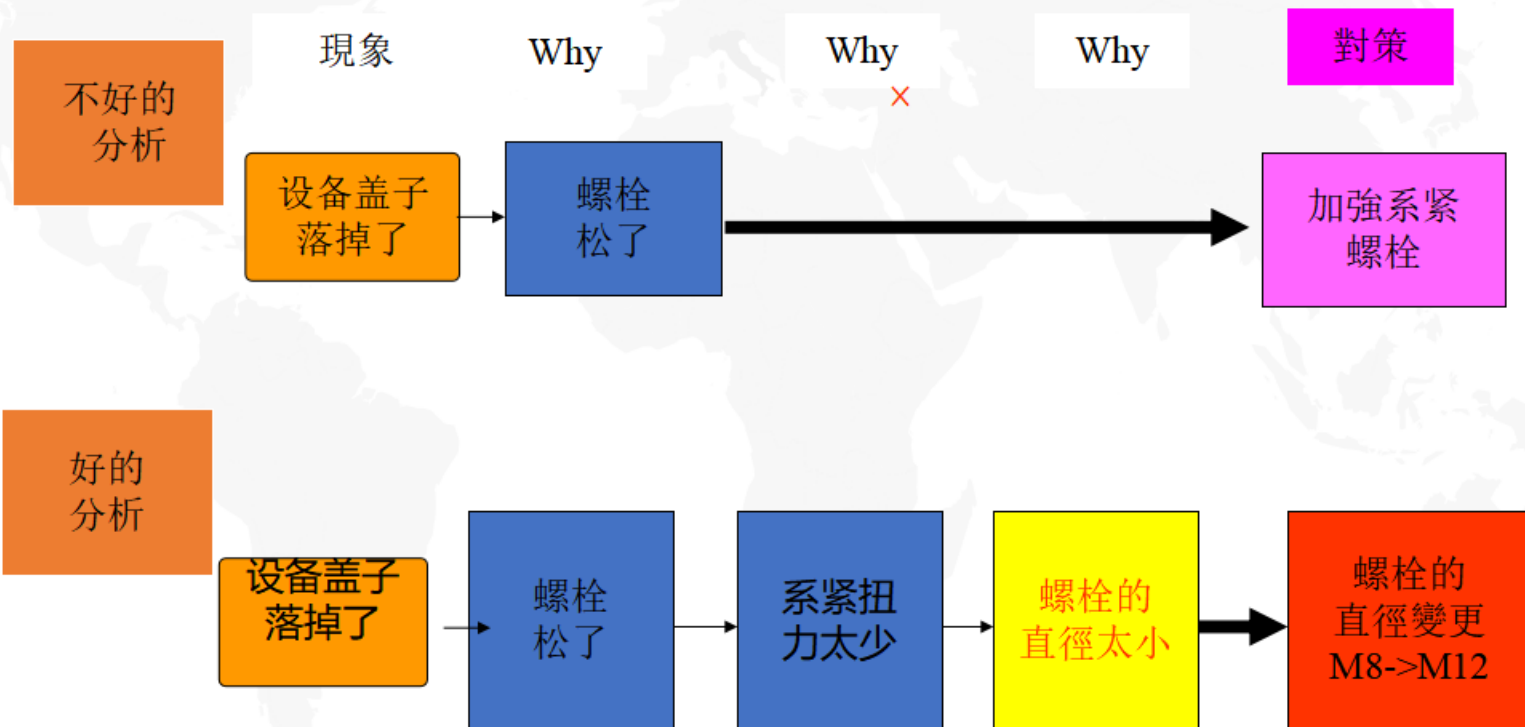 現象
Why
Why
Why
對策
×
不好的
分析
设备盖子
落掉了
螺栓
松了
加強系紧
螺栓
好的
分析
设备盖子
落掉了
螺栓
松了
系紧扭
力太少
螺栓的
直徑太小
螺栓的
直徑變更
M8->M12